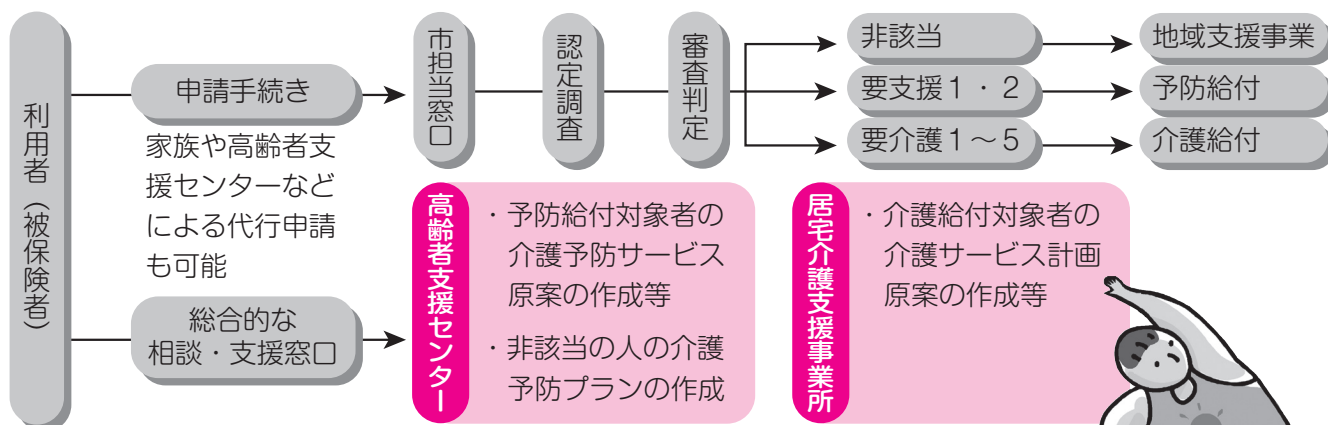 利用者（被保険者）
申請手続き
家族や高齢者支
援センターなど
による代行申請
も可能
総合的な
相談・支援窓口
市担当窓口
認定調査
審査判定
非該当
地域支援事業
要支援１・２
予防給付
要介護１～５
介護給付
高齢者支援センター
・予防給付対象者の
介護予防サービス
原案の作成等
・非該当の人の介護
予防プランの作成
居宅介護支援事業所
・介護給付対象者の
介護サービス計画
原案の作成等